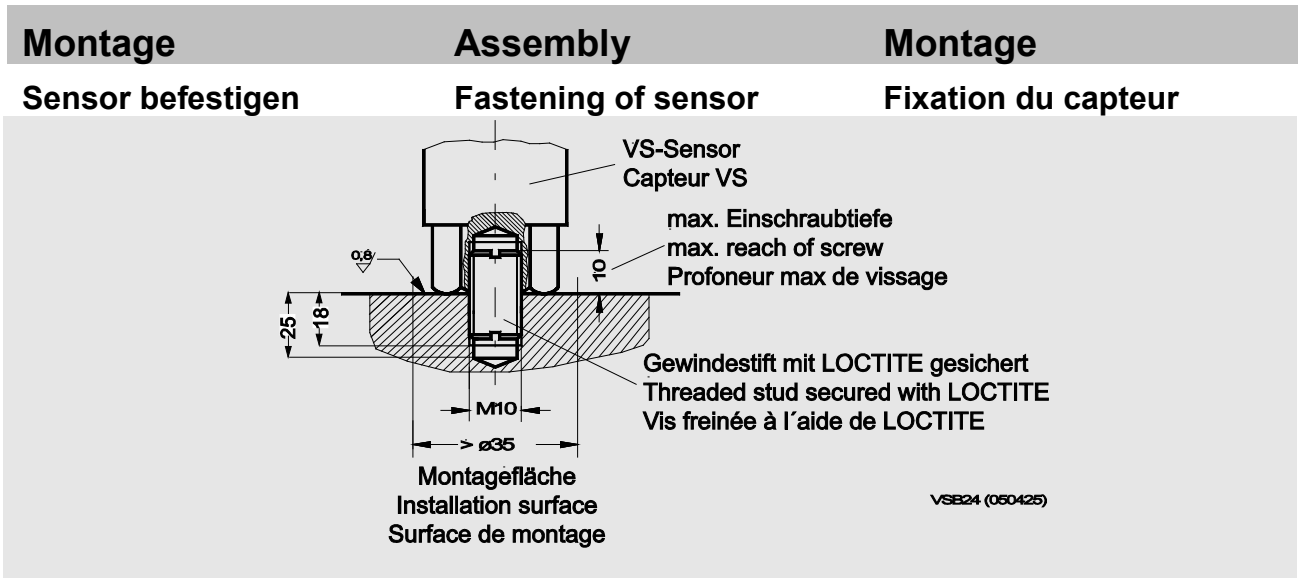 Montage
Assembly
Montage
Sensor befestigen
Fastening of sensor
Fixation du capteur
VS-Sensor
Capteur VS
max. Einschraubtiefe
max. reach of screw
Profoneur max de vissage
10
0,8
25
18
Gewindestift mit LOCTITE gesichert
Threaded stud secured with LOCTITE
Vis freinée à l´aide de LOCTITE
M10
> ø35
Montagefläche
Installation surface
Surface de montage
VSB24 (050425)